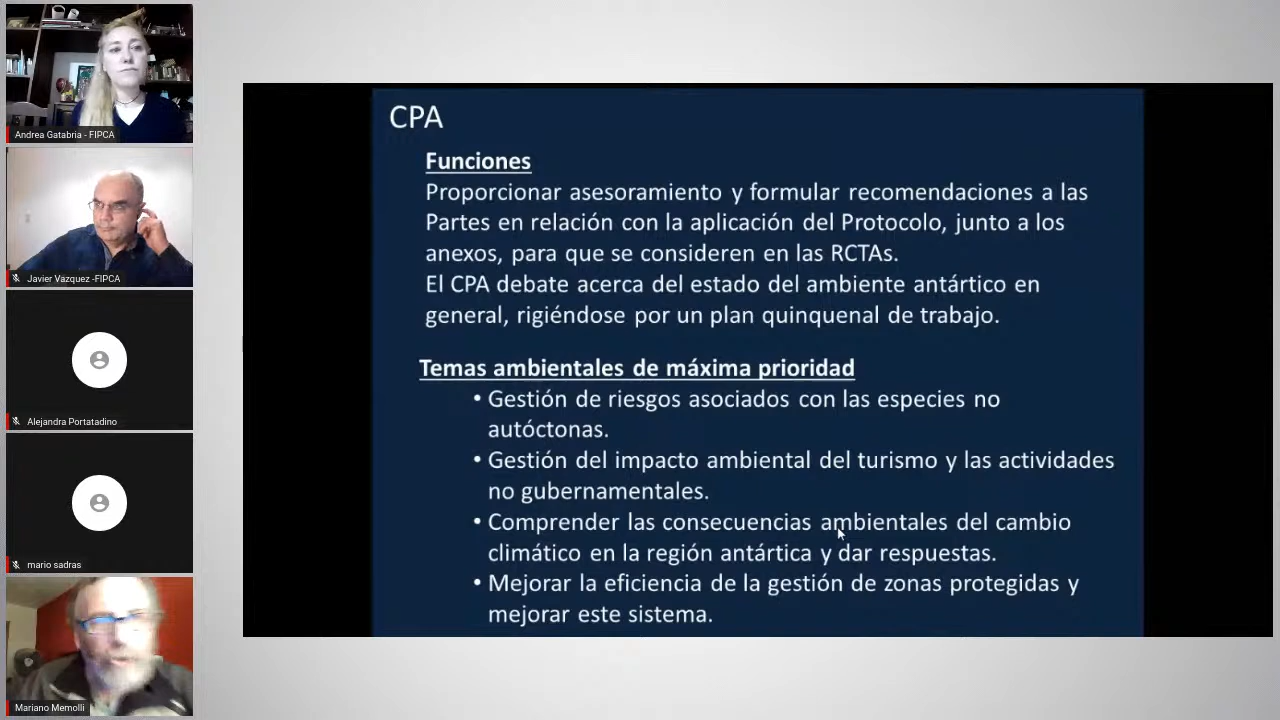 Andrea Gatabria - FIPCA
Javier Vázquez -FIPCA
Alejandra Portatadino
mario sadras
Mariano Memolli
CPA
Funciones
Proporcionar asesoramiento y formular recomendaciones a las
Partes en relación con la aplicación del Protocolo, junto a los
anexos, para que se consideren en las RCTAs.
El CPA debate acerca del estado del ambiente antártico en
general, rigiéndose por un plan quinquenal de trabajo.
Temas ambientales de máxima prioridad
• Gestión de riesgos asociados con las especies no
autóctonas.
• Gestión del impacto ambiental del turismo y las actividades
no gubernamentales.
• Comprender las consecuencias ambientales del cambio
climático en la región antártica y dar respuestas.
• Mejorar la eficiencia de la gestión de zonas protegidas y
mejorar este sistema.